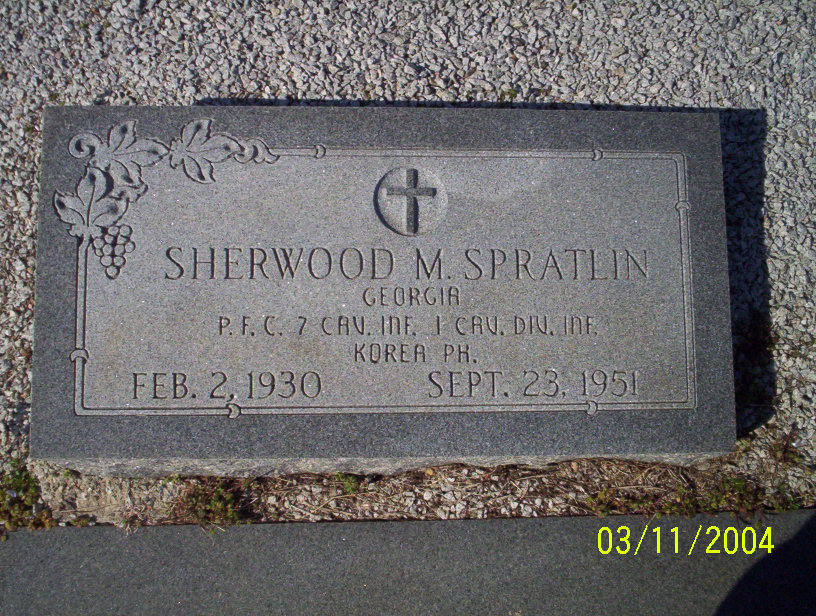 SHERWOOD M. SPRATLIN
GEORGIA
P.F.C. 7 CAV. INF. 1 CAV. DIV. INF.
KOREA PH.
FEB. 2, 1930 SEPT. 23, 1951
03/11/2004